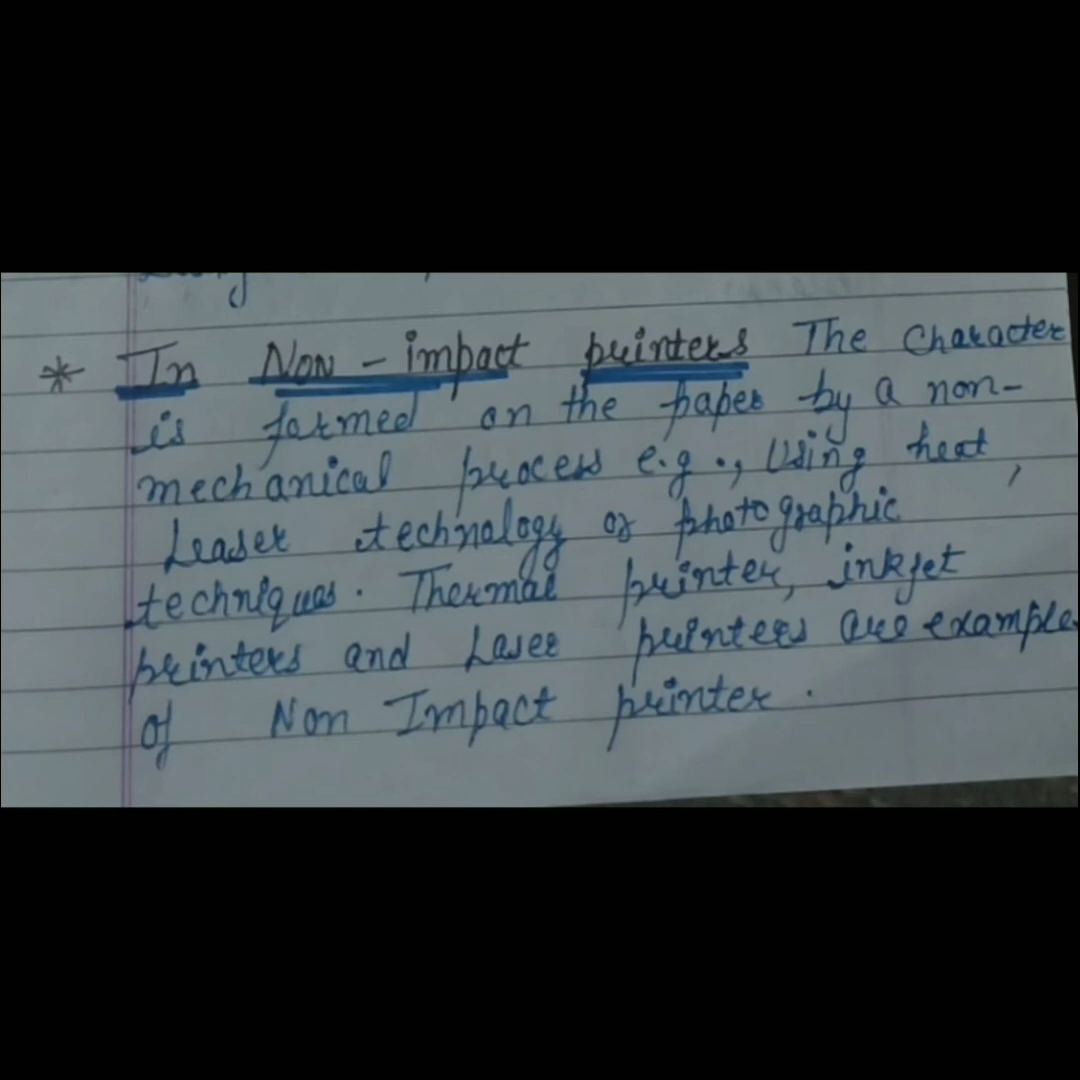 * In Non-impact printers The Character
is formed on the paper by a non-
mechanical process e.g., Using heat,
Leaser technology or photographic
techniques. Thermal printer, inkjet
printers and Laser printers are example
of Non Impact printer.